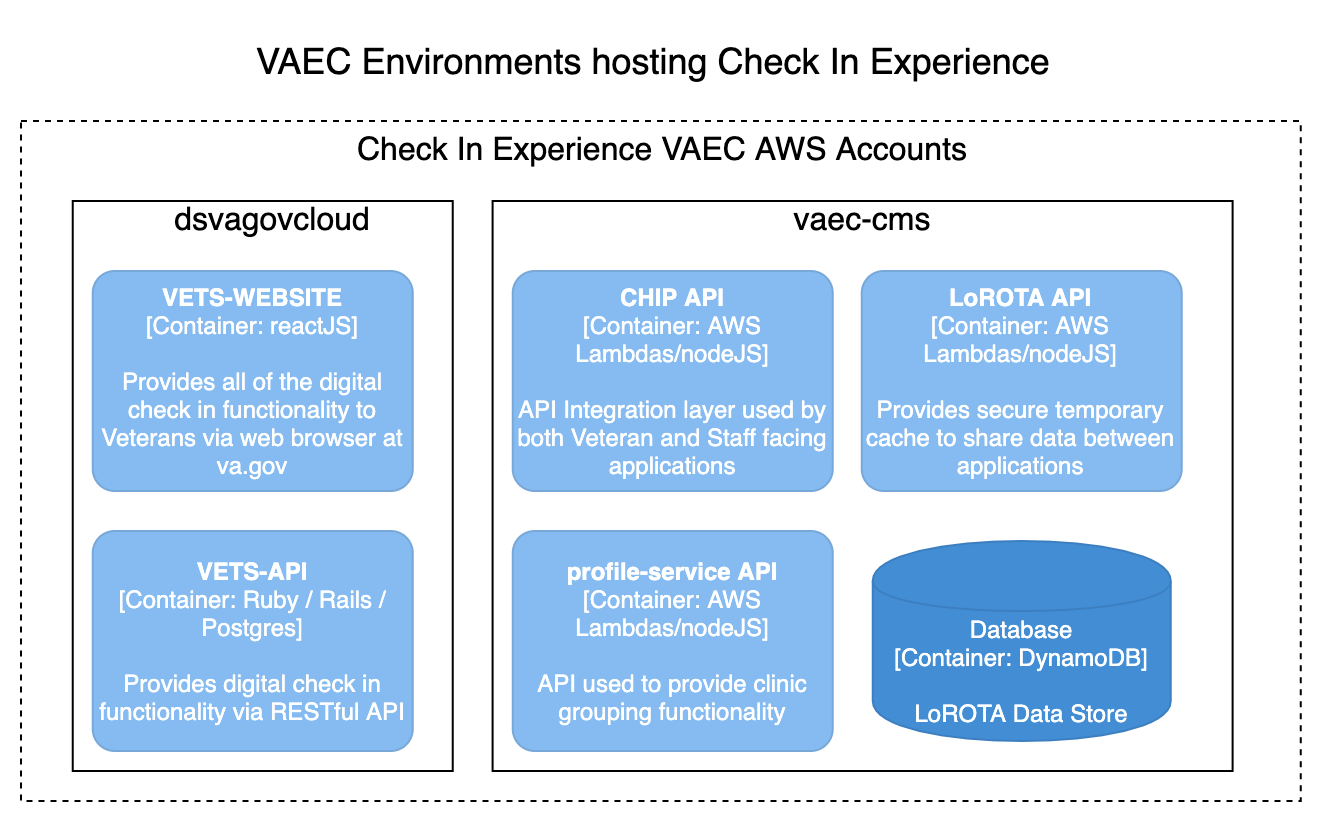 VAEC Environments hosting Check In Experience
Check In Experience VAEC AWS Accounts
dsvagovcloud
VETS-WEBSITE
[Container: reactJS]
Provides all of the digital
check in functionality to
Veterans via web browser at
va.gov
VETS-API
[Container: Ruby / Rails /
Postgres]
Provides digital check in
functionality via RESTful API
vaec-cms
CHIP API
[Container: AWS
Lambdas/nodeJS]
API Integration layer used by
both Veteran and Staff facing
applications
LoROTA API
[Container: AWS
Lambdas/nodeJS]
Provides secure temporary
cache to share data between
applications
profile-service API
[Container: AWS
Lambdas/nodeJS]
API used to provide clinic
grouping functionality
Database
[Container: DynamoDB]
LoROTA Data Store